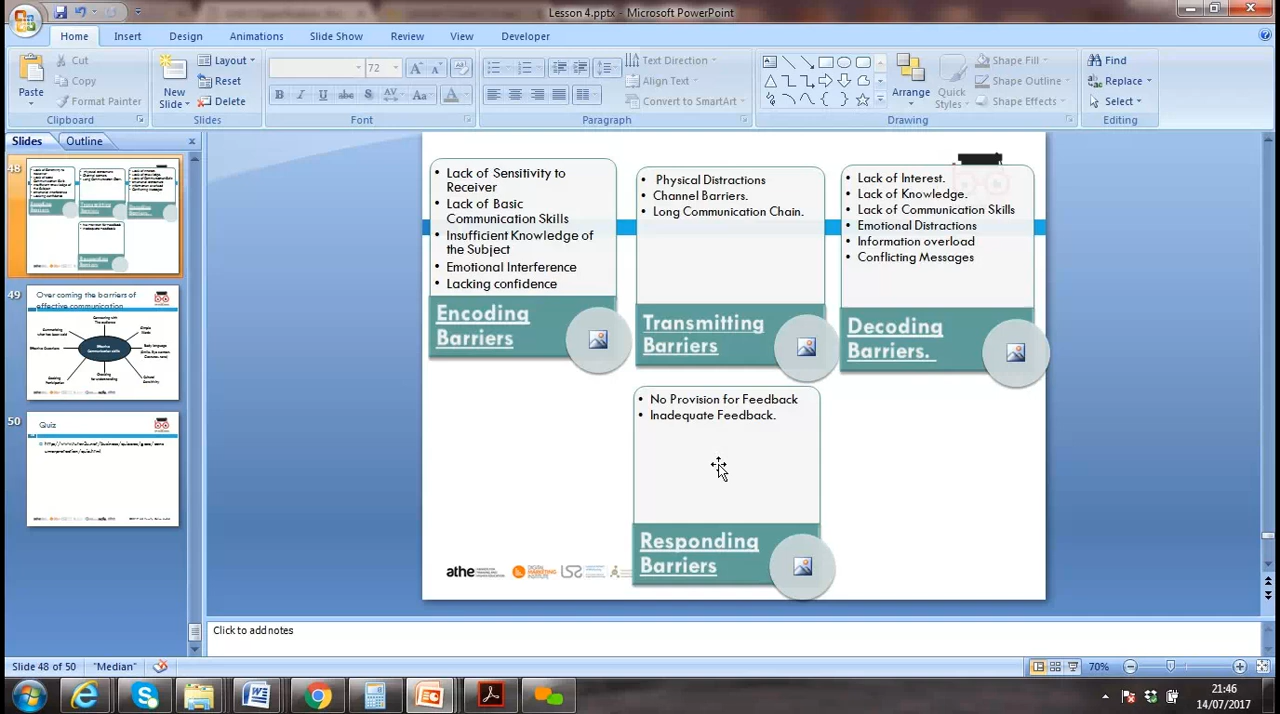 Lesson 4.pptx - Microsoft PowerPoint
Home Insert Design Animations Slide Show Review View Developer
Paste
Cut
Copy
Format Painter
Clipboard
New
Slide
Layout
Reset
Delete
Slides
72
Font
Text Direction
Align Text
Convert to SmartArt
Paragraph
Arrange
Quick
Styles
Shape Fill
Shape Outline
Shape Effects
Drawing
Find
Replace
Select
Editing
Slides Outline
48
49
Over coming the barriers of
effective communication
50
Quiz
• Lack of Sensitivity to
Receiver
• Lack of Basic
Communication Skills
• Insufficient Knowledge of
the Subject
• Emotional Interference
• Lacking confidence
Encoding
Barriers
• Physical Distractions
• Channel Barriers.
• Long Communication Chain.
Transmitting
Barriers
• Lack of Interest.
• Lack of Knowledge.
• Lack of Communication Skills
• Emotional Distractions
• Information overload
• Conflicting Messages
Decoding
Barriers.
• No Provision for Feedback
• Inadequate Feedback.
Responding
Barriers
athe
DIGITAL
MARKETING
INSTITUTE
Click to add notes
Slide 48 of 50
"Median"
70%
21:46
14/07/2017